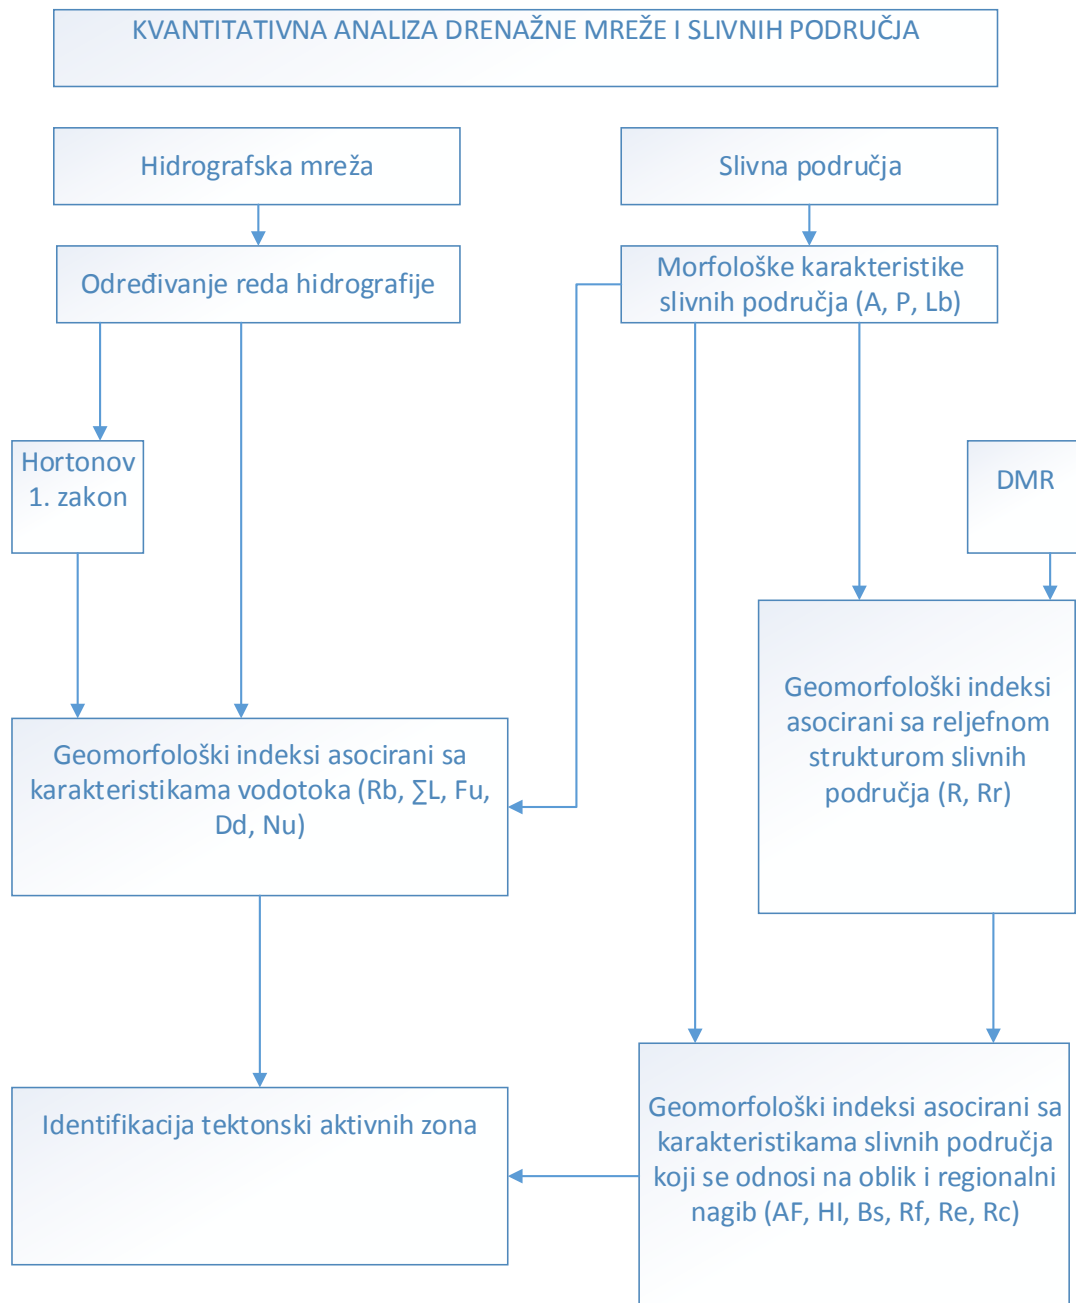 KVANTITATIVNA ANALIZA DRENAŽNE MREŽE I SLIVNIH PODRUČJA
Hidrografska mreža
Slivna područja
Određivanje reda hidrografije
Morfološke karakteristike
slivnih područja (A, P, Lb)
Hortonov
1. zakon
DMR
Geomorfološki indeksi
asocirani sa reljefnom
strukturom slivnih
područja (R, Rr)
Geomorfološki indeksi asocirani sa
karakteristikama vodotoka (Rb, ∑L, Fu,
Dd, Nu)
Identifikacija tektonski aktivnih zona
Geomorfološki indeksi asocirani sa
karakteristikama slivnih područja
koji se odnosi na oblik i regionalni
nagib (AF, HI, Bs, Rf, Re, Rc)